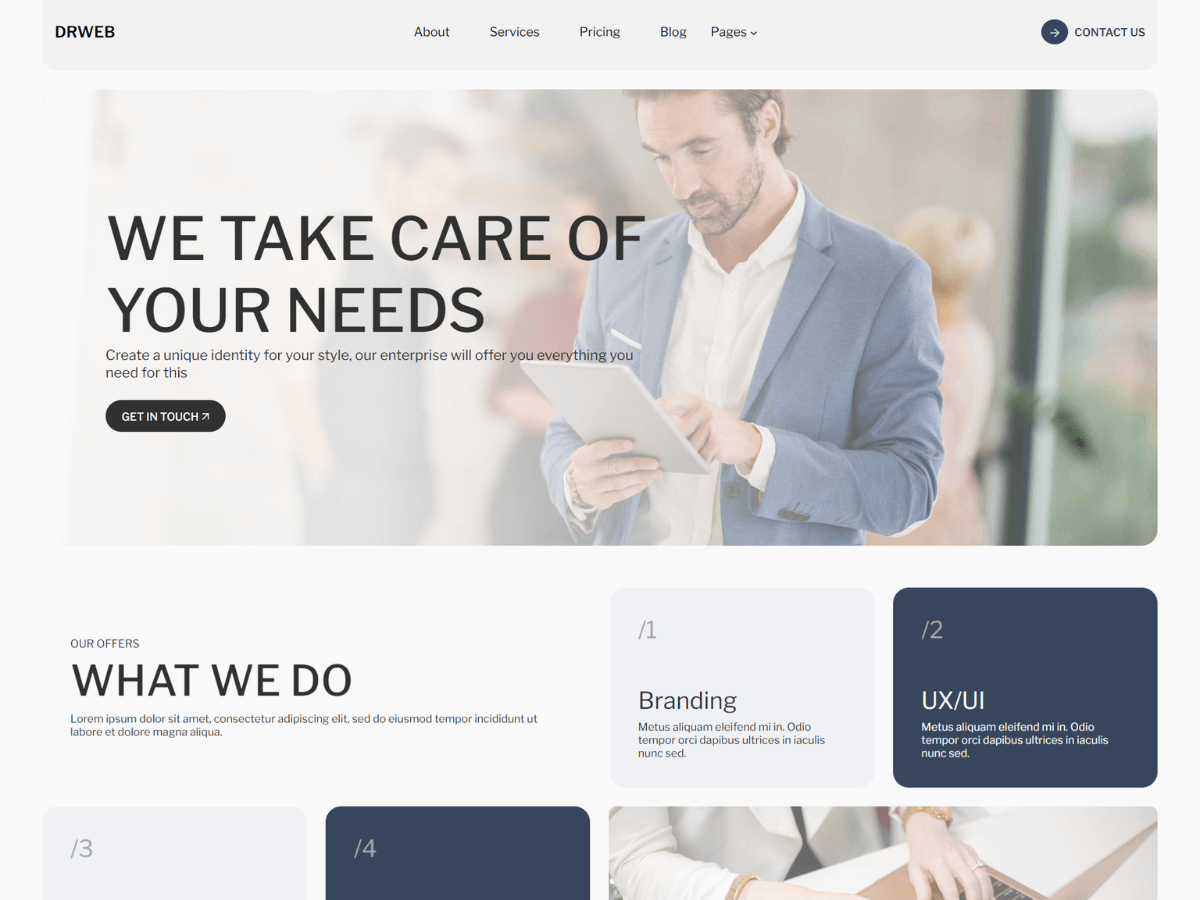 DRWEB
About Services Pricing Blog Pages
CONTACT US
WE TAKE CARE OF
YOUR NEEDS
Create a unique identity for your style, our enterprise will offer you everything you
need for this
GET IN TOUCH
OUR OFFERS
WHAT WE DO
Lorem ipsum dolor sit amet, consectetur adipiscing elit, sed do eiusmod tempor incididunt ut
labore et dolore magna aliqua.
/1
Branding
Metus aliquam eleifend mi in. Odio
tempor orci dapibus ultrices in iaculis
nunc sed.
/2
UX/UI
Metus aliquam eleifend mi in. Odio
tempor orci dapibus ultrices in iaculis
nunc sed.
/3
/4